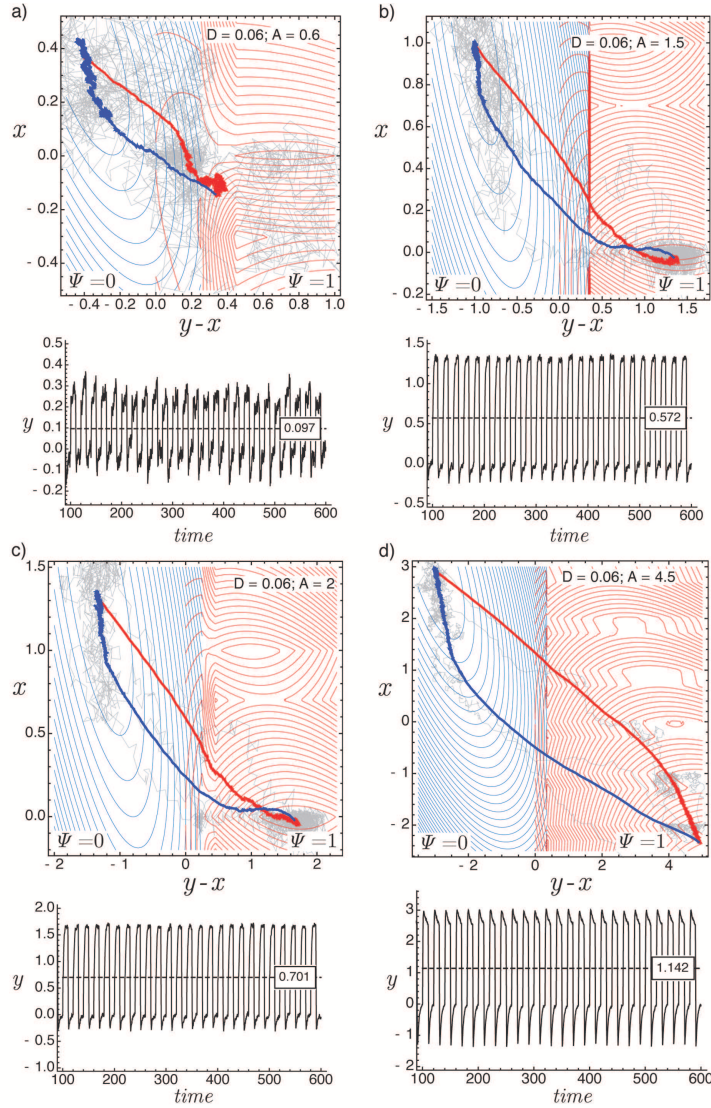 a)
D = 0.06; A = 0.6
0.4
0.2
0.0
- 0.2
- 0.4
x
Ψ=0
Ψ=1
- 0.4 - 0.2 0.0 0.2 0.4 0.6 0.8 1.0
y - x
0.5
0.4
0.3
0.2
0.1
0.0
- 0.1
- 0.2
y
0.097
100 200 300 400 500 600
time
b)
D = 0.06; A = 1.5
1.0
0.8
0.6
0.4
0.2
0.0
- 0.2
x
Ψ=0
Ψ=1
- 1.5 - 1.0 - 0.5 0.0 0.5 1.0 1.5
y - x
1.5
1.0
0.5
0.0
- 0.5
y
0.572
100 200 300 400 500 600
time
c)
D = 0.06; A = 2
1.5
1.0
0.5
0.0
x
Ψ=0
Ψ=1
- 2 - 1 0 1 2
y - x
2.0
1.5
1.0
0.5
0.0
- 0.5
- 1.0
y
0.701
100 200 300 400 500 600
time
d)
D = 0.06; A = 4.5
3
2
1
0
- 1
- 2
x
Ψ=0
Ψ=1
- 2 0 2 4
y - x
3
2
1
0
- 1
- 2
y
1.142
100 200 300 400 500 600
time